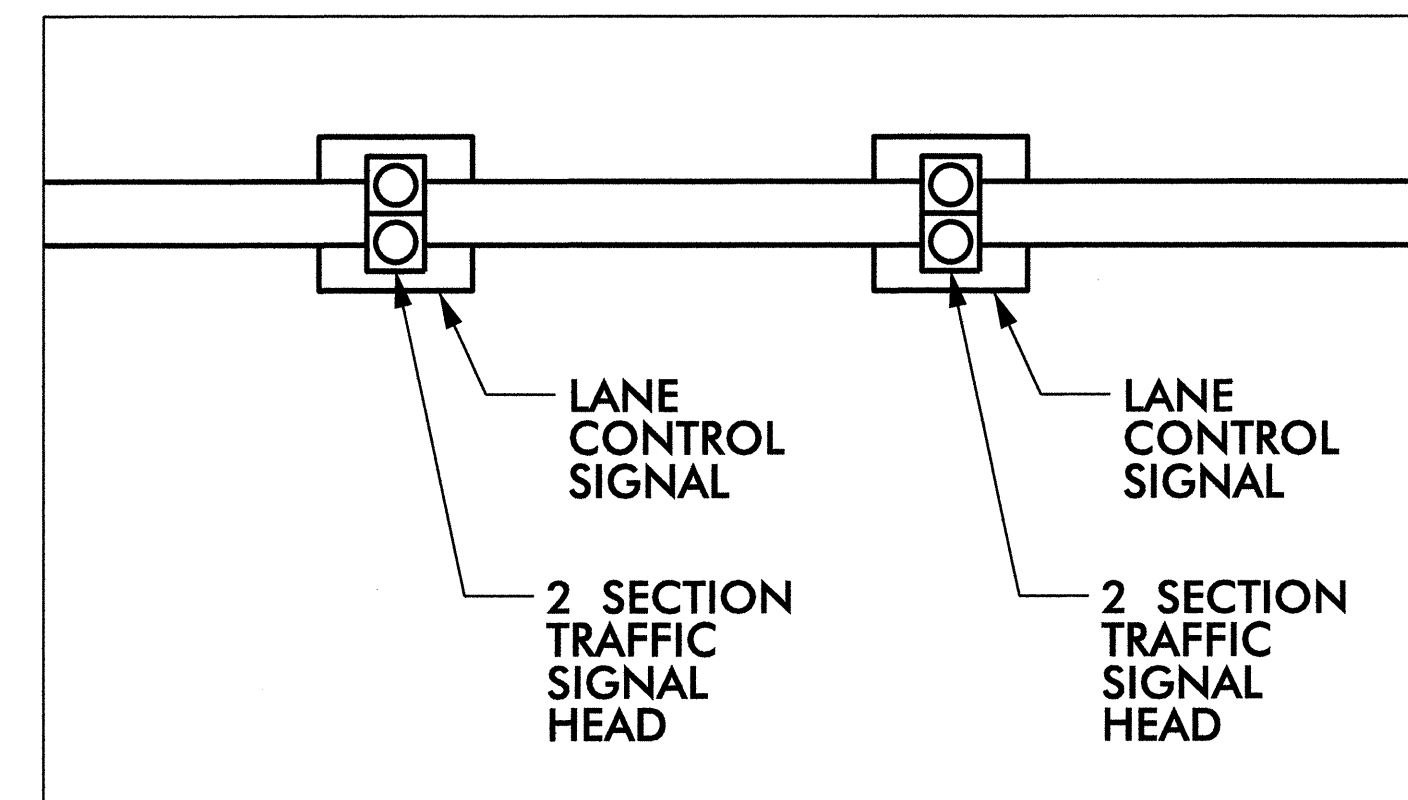 LANE
CONTROL
SIGNAL
2 SECTION
TRAFFIC
SIGNAL
HEAD
LANE
CONTROL
SIGNAL
2 SECTION
TRAFFIC
SIGNAL
HEAD